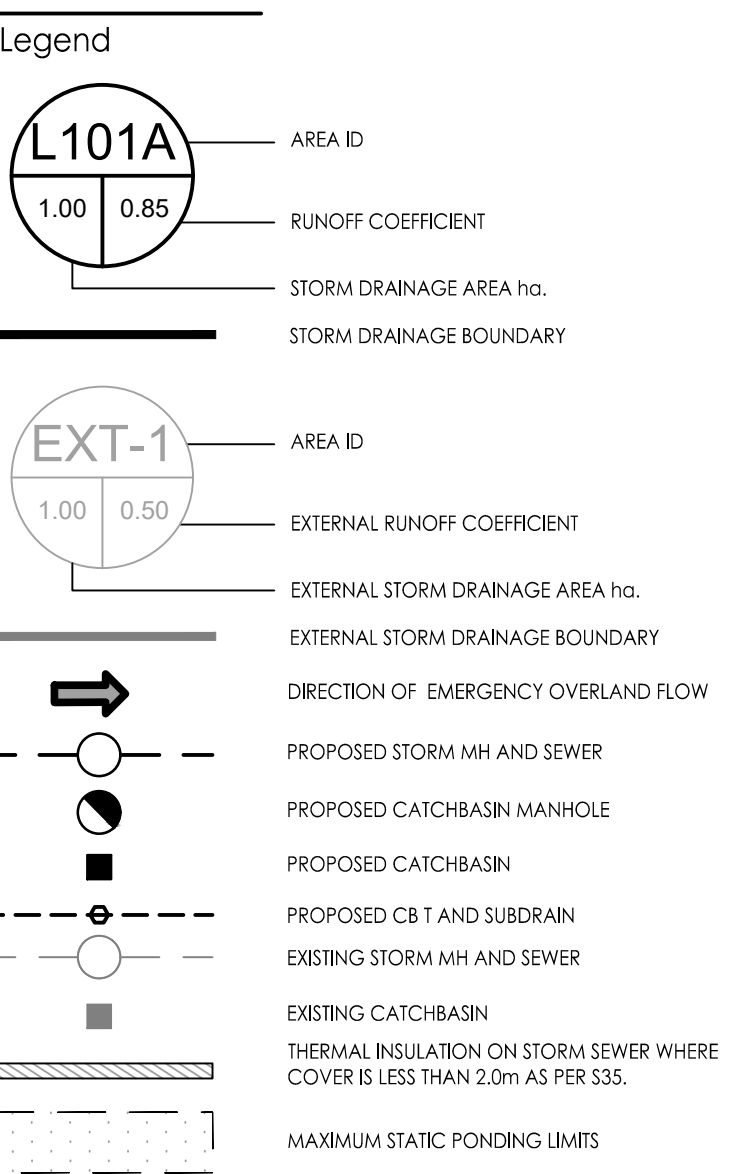 Legend
L101A
AREA ID
1.00 0.85
RUNOFF COEFFICIENT
STORM DRAINAGE AREA ha.
STORM DRAINAGE BOUNDARY
EXT-1
AREA ID
1.00 0.50
EXTERNAL RUNOFF COEFFICIENT
EXTERNAL STORM DRAINAGE AREA ha.
EXTERNAL STORM DRAINAGE BOUNDARY
DIRECTION OF EMERGENCY OVERLAND FLOW
PROPOSED STORM MH AND SEWER
PROPOSED CATCHBASIN MANHOLE
PROPOSED CATCHBASIN
PROPOSED CB T AND SUBDRAIN
EXISTING STORM MH AND SEWER
EXISTING CATCHBASIN
THERMAL INSULATION ON STORM SEWER WHERE
COVER IS LESS THAN 2.0m AS PER S35.
MAXIMUM STATIC PONDING LIMITS